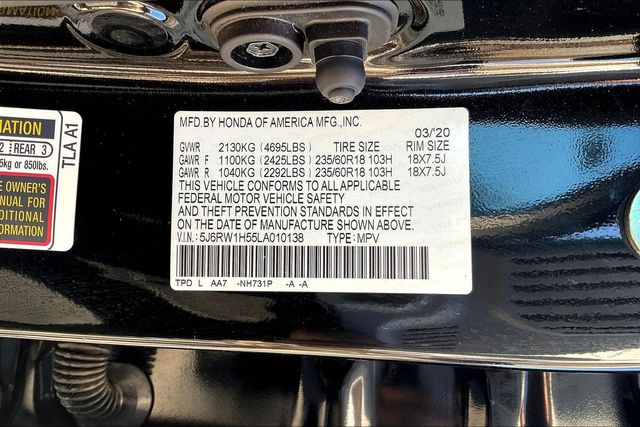 MFD.BY HONDA OF AMERICA MFG.,INC.
03/'20
GVWR 2130KG (4695LBS) TIRE SIZE RIM SIZE
GAWR F 1100KG (2425LBS) 235/60R18 103H 18X7.5J
GAWR R 1040KG (2292LBS) 235/60R18 103H 18X7.5J
THIS VEHICLE CONFORMS TO ALL APPLICABLE
FEDERAL MOTOR VEHICLE SAFETY
AND THEFT PREVENTION STANDARDS IN EFFECT
ON THE DATE OF MANUFACTURE SHOWN ABOVE.
V.I.N.: 5J6RW1H55LA010138 TYPE: MPV
TPD L AA7 -NH731P -A -A
MATION
2 REAR 3
5kg or 850lbs.
E OWNER'S
ANUAL FOR
DITIONAL
ORMATION
TLA A1